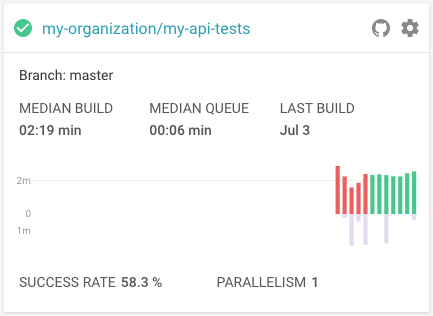 my-organization/my-api-tests
Branch: master
MEDIAN BUILD MEDIAN QUEUE LAST BUILD
02:19 min 00:06 min Jul 3
2m
0
1m
SUCCESS RATE 58.3 % PARALLELISM 1